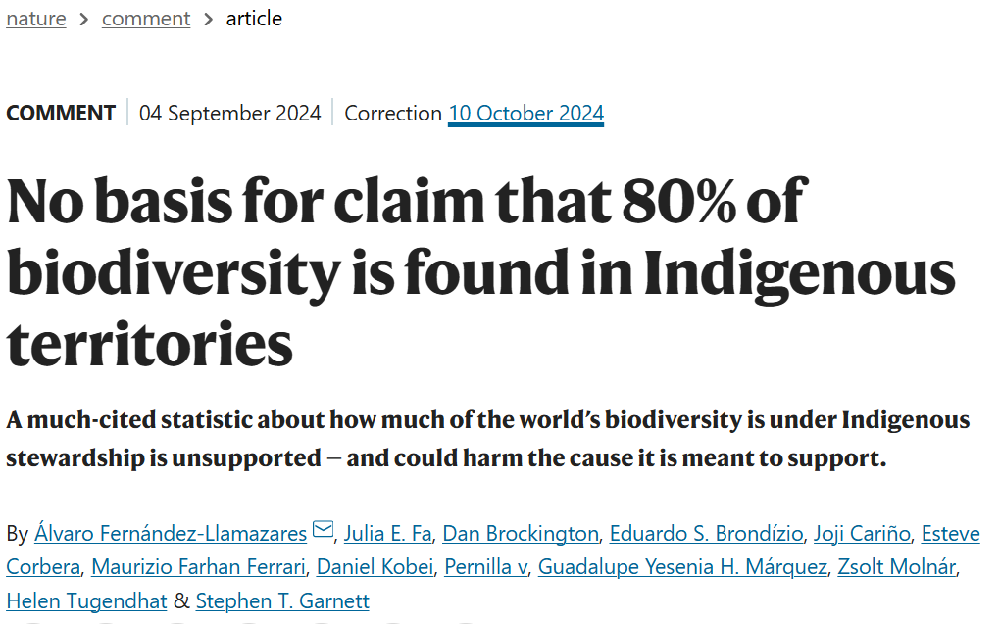 nature > comment > article
COMMENT | 04 September 2024 | Correction 10 October 2024
No basis for claim that 80% of
biodiversity is found in Indigenous
territories
A much-cited statistic about how much of the world’s biodiversity is under Indigenous
stewardship is unsupported — and could harm the cause it is meant to support.
By Álvaro Fernández-Llamazares, Julia E. Fa, Dan Brockington, Eduardo S. Brondízio, Joji Cariño, Esteve
Corbera, Maurizio Farhan Ferrari, Daniel Kobei, Pernilla v, Guadalupe Yesenia H. Márquez, Zsolt Molnár,
Helen Tugendhat & Stephen T. Garnett